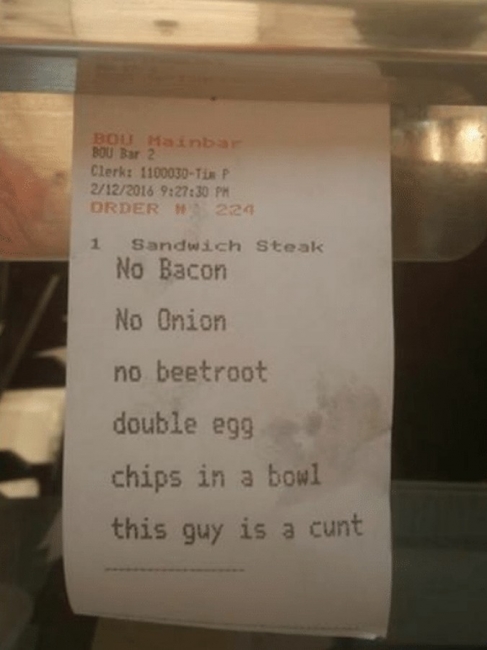 BOU Mainbar
BOU Bar 2
Clerk: 1100030-Tim P
2/12/2016 9:27:30 PM
ORDER #: 224
1 Sandwich Steak
No Bacon
No Onion
no beetroot
double egg
chips in a bowl
this guy is a cunt